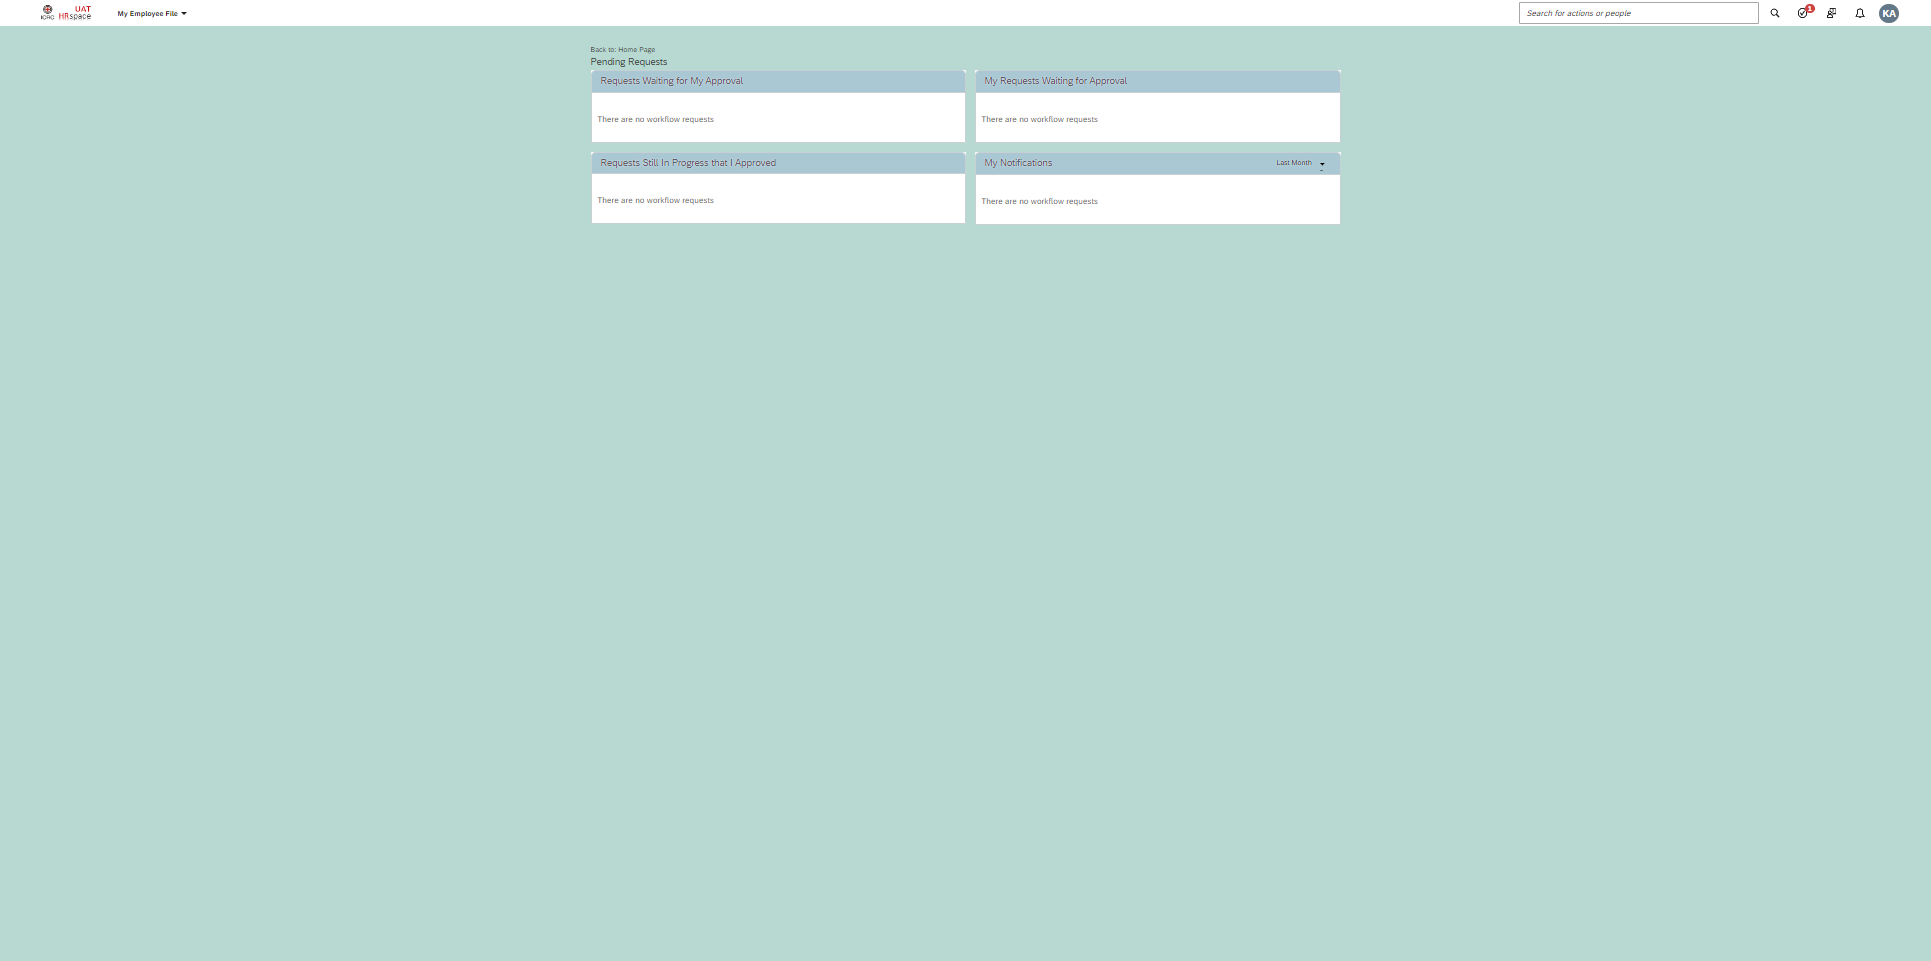 ICRC
UAT
HRspace
My Employee File
Search for actions or people
1
KA
Back to: Home Page
Pending Requests
Requests Waiting for My Approval
There are no workflow requests
My Requests Waiting for Approval
There are no workflow requests
Requests Still In Progress that I Approved
There are no workflow requests
My Notifications
Last Month
There are no workflow requests